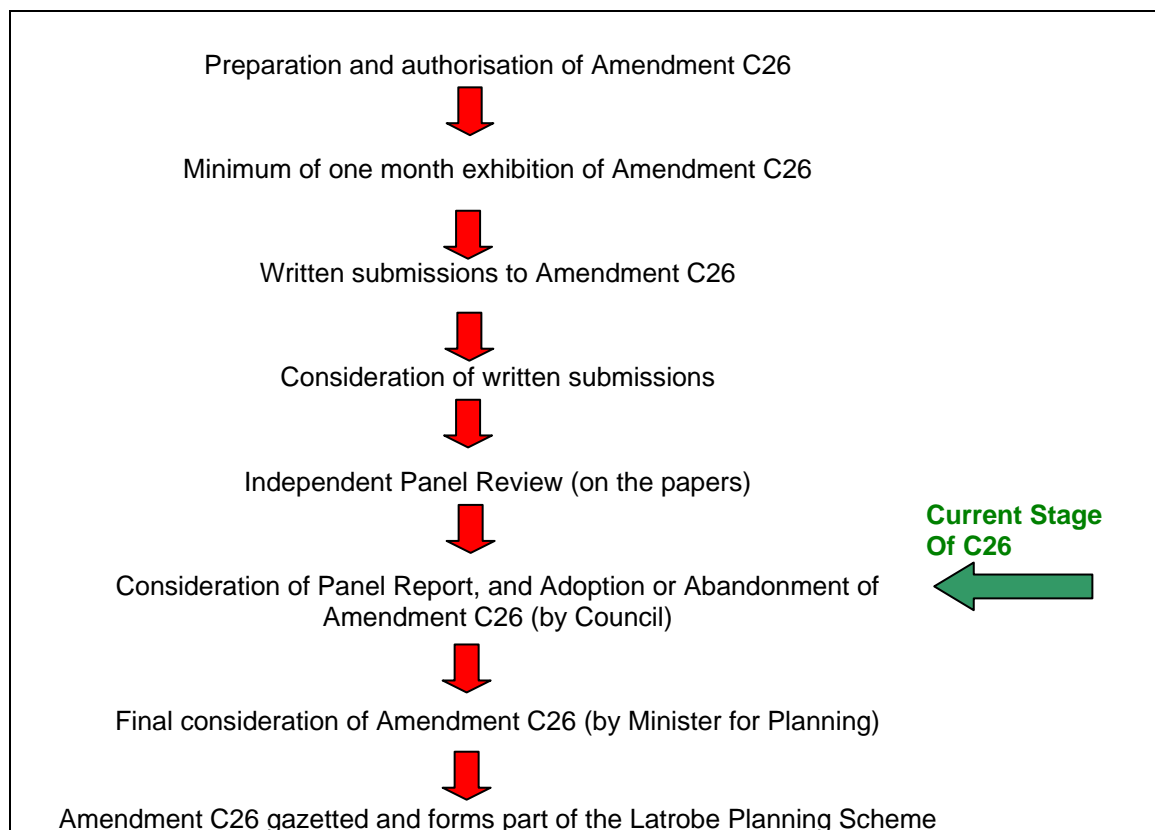 Preparation and authorisation of Amendment C26
Minimum of one month exhibition of Amendment C26
Written submissions to Amendment C26
Consideration of written submissions
Independent Panel Review (on the papers)
Current Stage
Of C26
Consideration of Panel Report, and Adoption or Abandonment of
Amendment C26 (by Council)
Final consideration of Amendment C26 (by Minister for Planning)
Amendment C26 gazetted and forms part of the Latrobe Planning Scheme